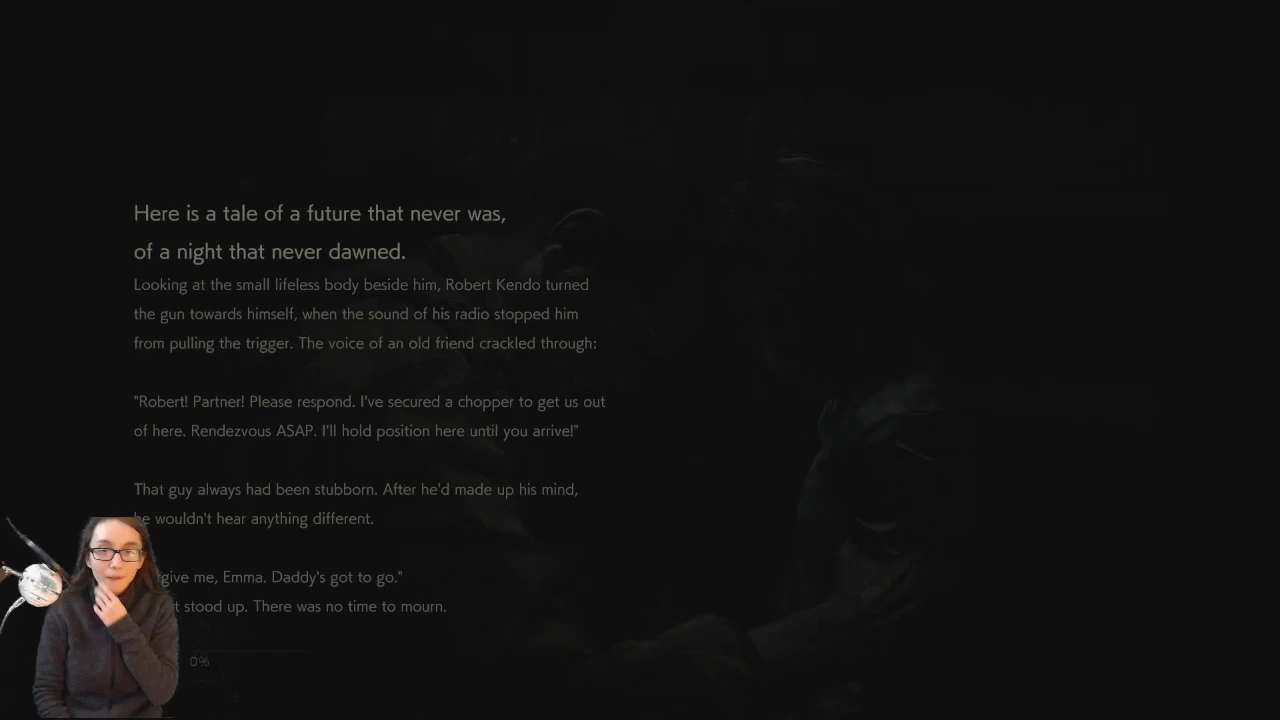 Here is a tale of a future that never was,
of a night that never dawned.
Looking at the small lifeless body beside him, Robert Kendo turned
the gun towards himself, when the sound of his radio stopped him
from pulling the trigger. The voice of an old friend crackled through:
"Robert! Partner! Please respond. I've secured a chopper to get us out
of here. Rendezvous ASAP. I'll hold position here until you arrive!"
That guy always had been stubborn. After he'd made up his mind,
he wouldn't hear anything different.
give me, Emma. Daddy's got to go."
stood up. There was no time to mourn.
0%